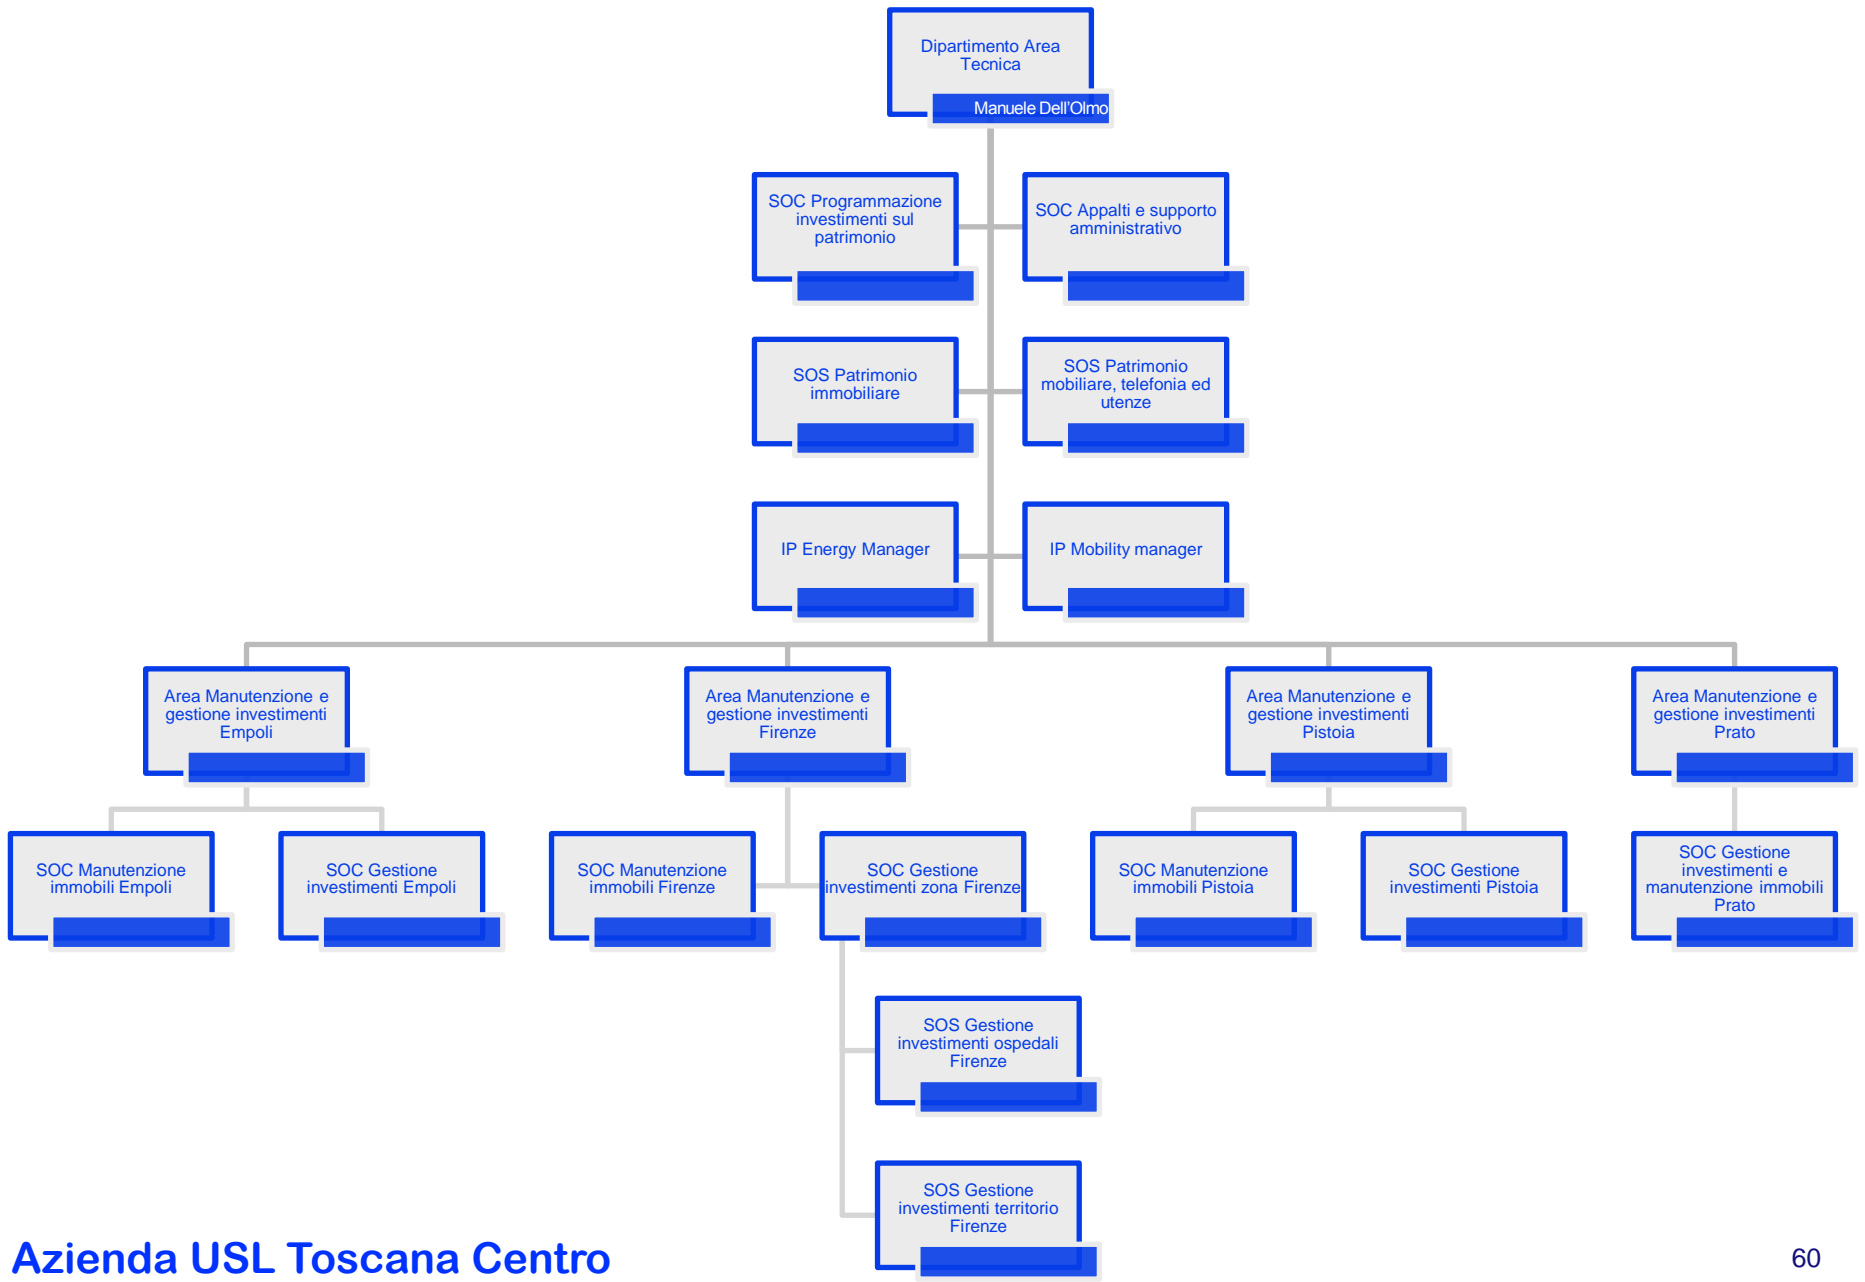 Dipartimento Area
Tecnica
Manuele Dell'Olmo
SOC Programmazione
investimenti sul
patrimonio
SOC Appalti e supporto
amministrativo
SOS Patrimonio
immobiliare
SOS Patrimonio
mobiliare, telefonia ed
utenze
IP Energy Manager
IP Mobility manager
Area Manutenzione e
gestione investimenti
Empoli
Area Manutenzione e
gestione investimenti
Firenze
Area Manutenzione e
gestione investimenti
Pistoia
Area Manutenzione e
gestione investimenti
Prato
SOC Manutenzione
immobili Empoli
SOC Gestione
investimenti Empoli
SOC Manutenzione
immobili Firenze
SOC Gestione
investimenti zona Firenze
SOC Manutenzione
immobili Pistoia
SOC Gestione
investimenti Pistoia
SOC Gestione
investimenti e
manutenzione immobili
Prato
SOS Gestione
investimenti ospedali
Firenze
SOS Gestione
investimenti territorio
Firenze
Azienda USL Toscana Centro
60